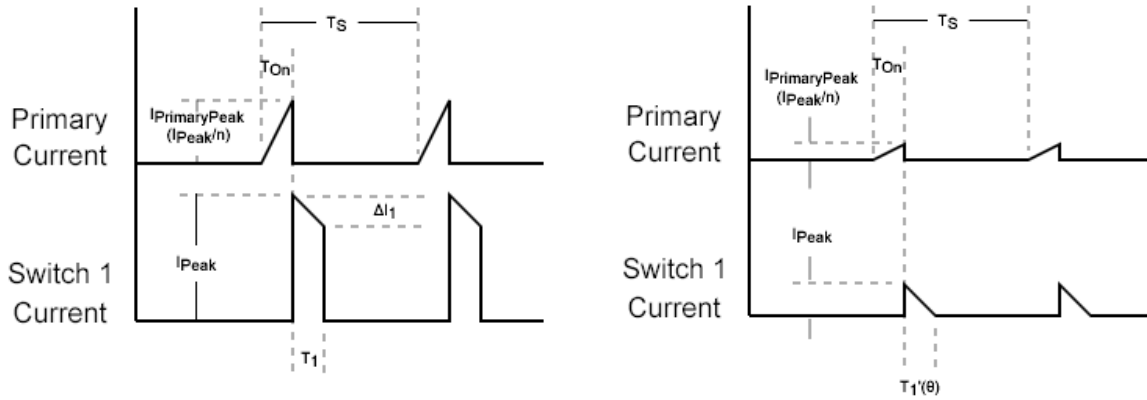 TS
TOn
IPrimaryPeak
(IPeak/n)
Primary
Current
ΔI1
IPeak
Switch 1
Current
T1
TS
TOn
IPrimaryPeak
(IPeak/n)
Primary
Current
IPeak
Switch 1
Current
T1'(θ)